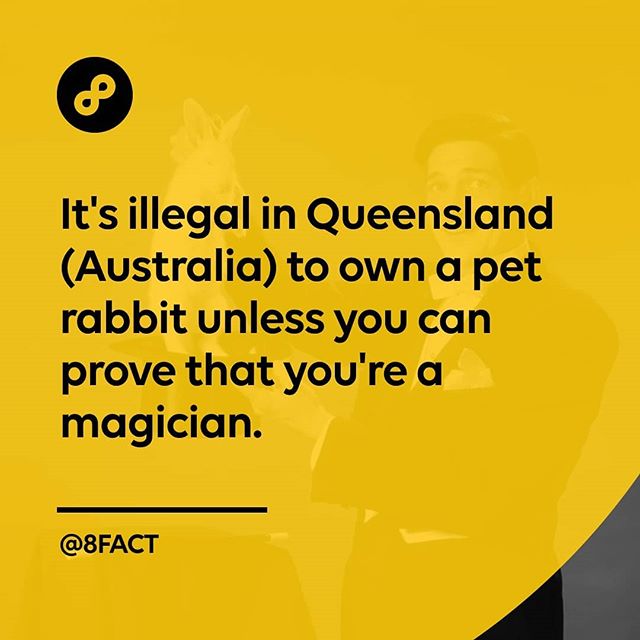 It's illegal in Queensland
(Australia) to own a pet
rabbit unless you can
prove that you're a
magician.
@8FACT